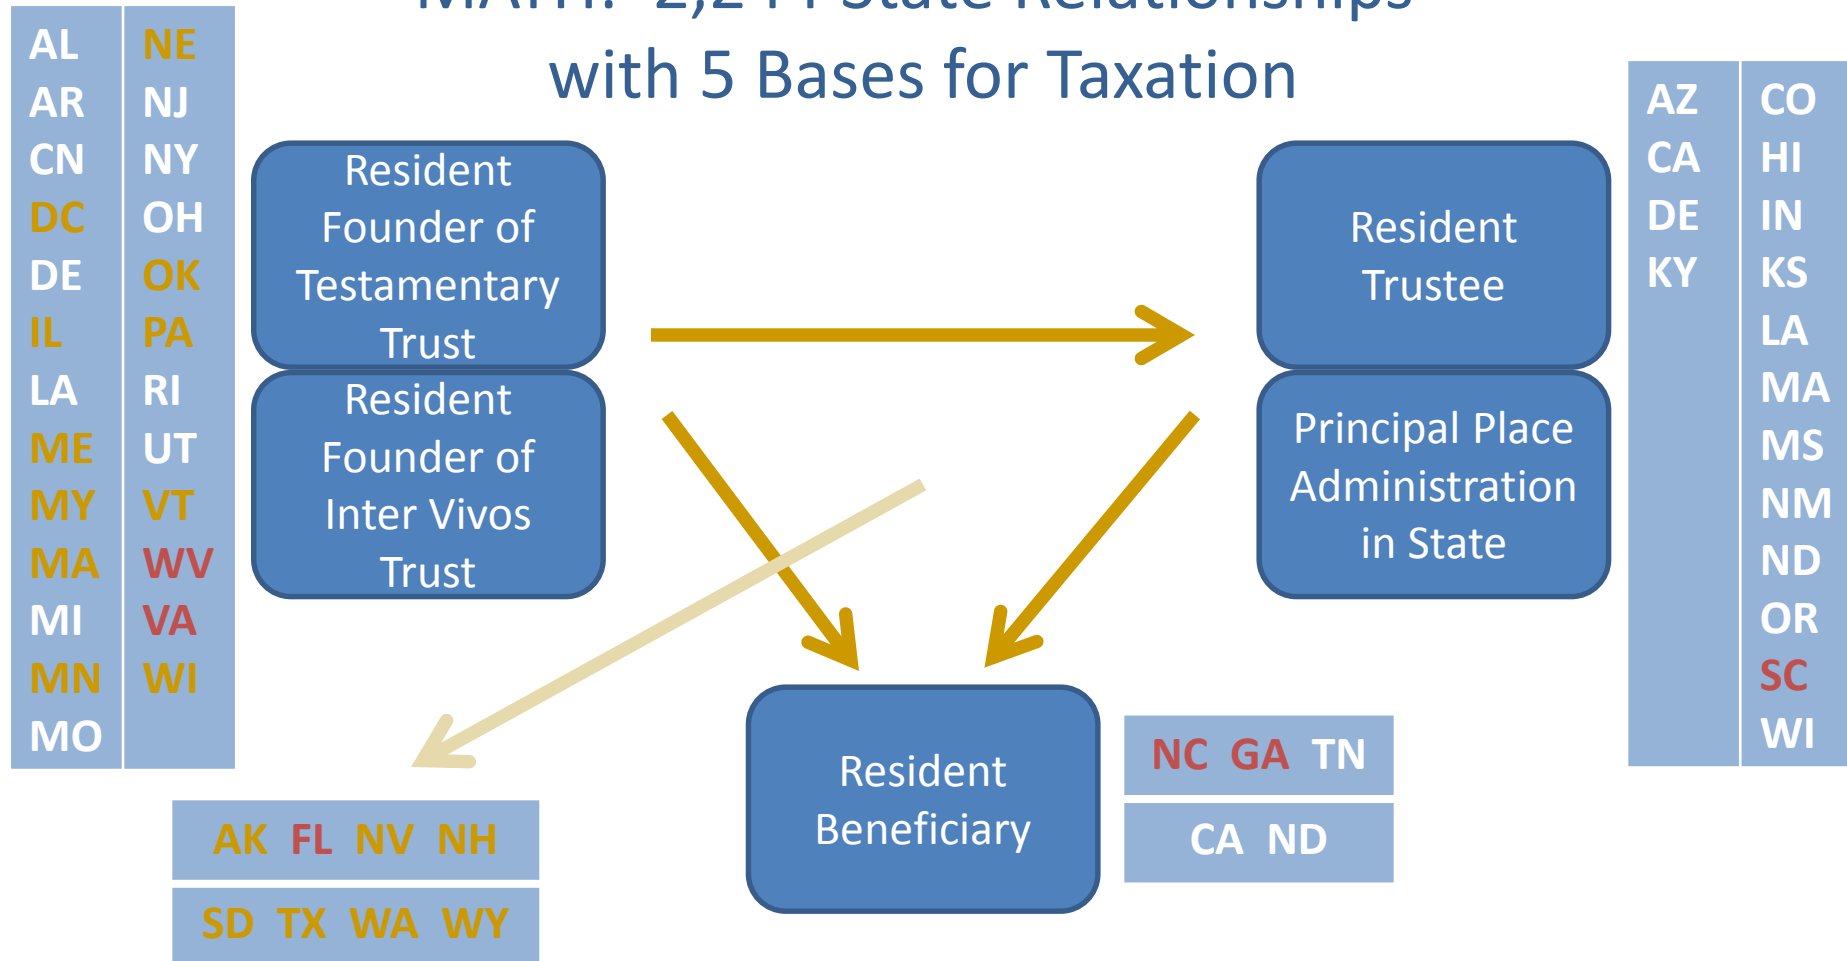 with 5 Bases for Taxation
AL NE
AR NJ
CN NY
DC OH
DE OK
IL PA
LA RI
ME UT
MY VT
MA WV
MI VA
MN WI
MO
Resident
Founder of
Testamentary
Trust
Resident
Founder of
Inter Vivos
Trust
Resident
Trustee
Principal Place
Administration
in State
AZ CO
CA HI
DE IN
KY KS
LA
MA
MS
NM
ND
OR
SC
WI
Resident
Beneficiary
NC GA TN
CA ND
AK FL NV NH
SD TX WA WY